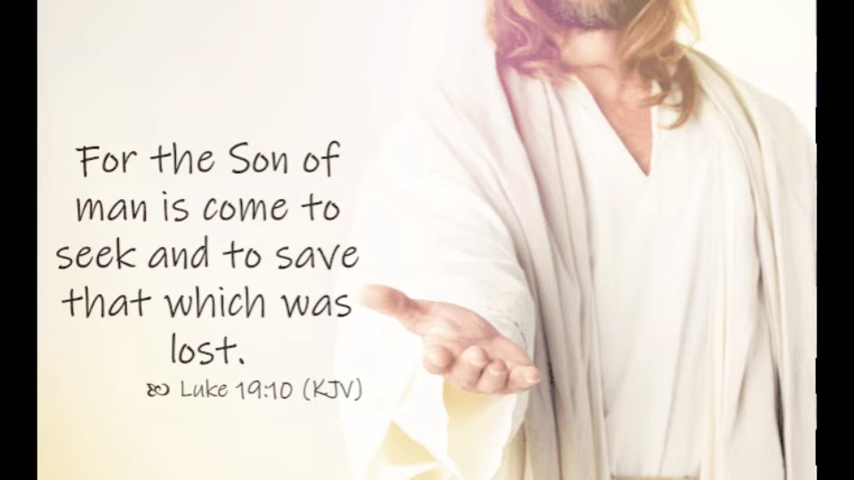 For the Son of
man is come to
seek and to save
that which was
lost.
Luke 19:10 (KJV)